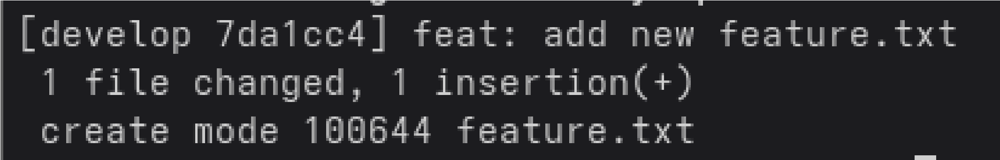 [develop 7da1cc4] feat: add new feature.txt
 1 file changed, 1 insertion(+)
 create mode 100644 feature.txt